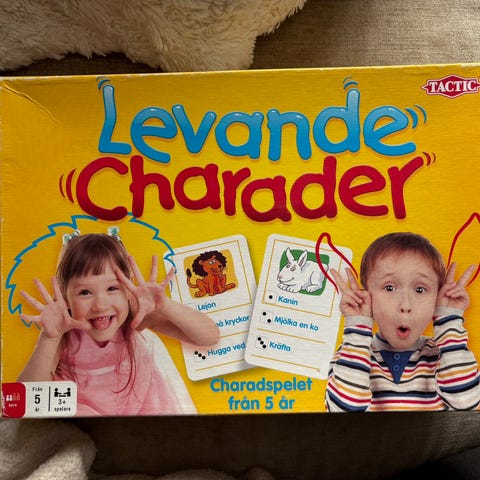 TACTIC
Levande
Charader
Lejon
på kryckor
Hugga ved
Kanin
Mjölka en ko
Kräfta
Charadspelet
från 5 år
Från
5
år
3+
spelare